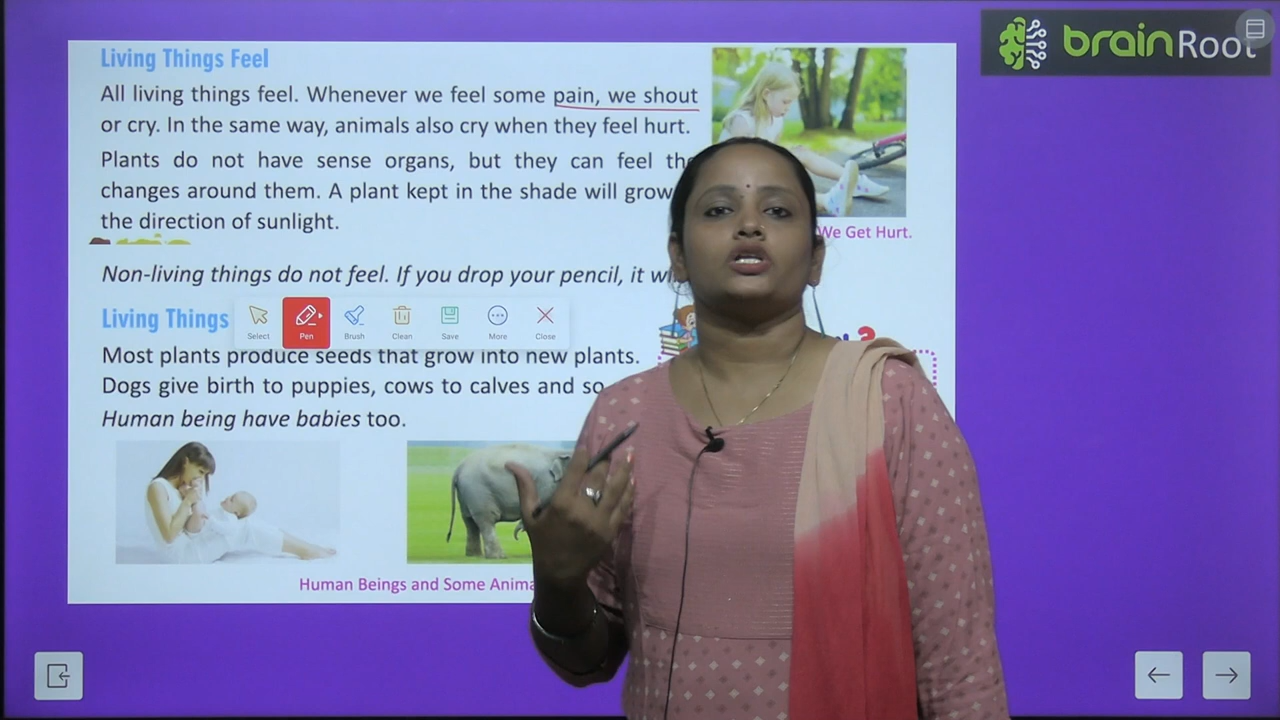 Living Things Feel
All living things feel. Whenever we feel some pain, we shout
or cry. In the same way, animals also cry when they feel hurt.
Plants do not have sense organs, but they can feel the
changes around them. A plant kept in the shade will grow
the direction of sunlight.
We Get Hurt.
Non-living things do not feel. If you drop your pencil, it
Living Things
Select
Pen
Brush
Clean
Save
More
Close
Most plants produce seeds that grow into new plants.
Dogs give birth to puppies, cows to calves and so
Human being have babies too.
Human Beings and Some
brainRoot